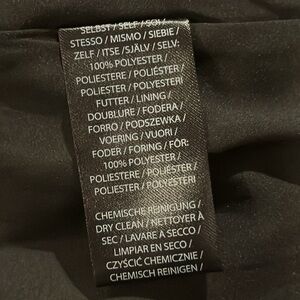 SELBST / SELF / SOI /
STESSO / MISMO / SIEBIE /
ZELF / ITSE /SJÄLV / SELV:
100% POLYESTER /
POLIESTERE / POLIÉSTER /
POLIESTER / POLYESTERI
FUTTER / LINING /
DOUBLURE / FODERA /
FORRO / PODSZEWKA /
VOERING / VUORI /
FODER / FORING / FÔR:
100% POLYESTER /
POLIESTERE / POLIÉSTER /
POLIESTER / POLYESTERI
CHEMISCHE REINIGUNG /
DRY CLEAN / NETTOYER À
SEC / LAVARE A SECCO /
LIMPIAR EN SECO /
CZYŚCIĆ CHEMICZNIE /
CHEMISCH REINIGEN /